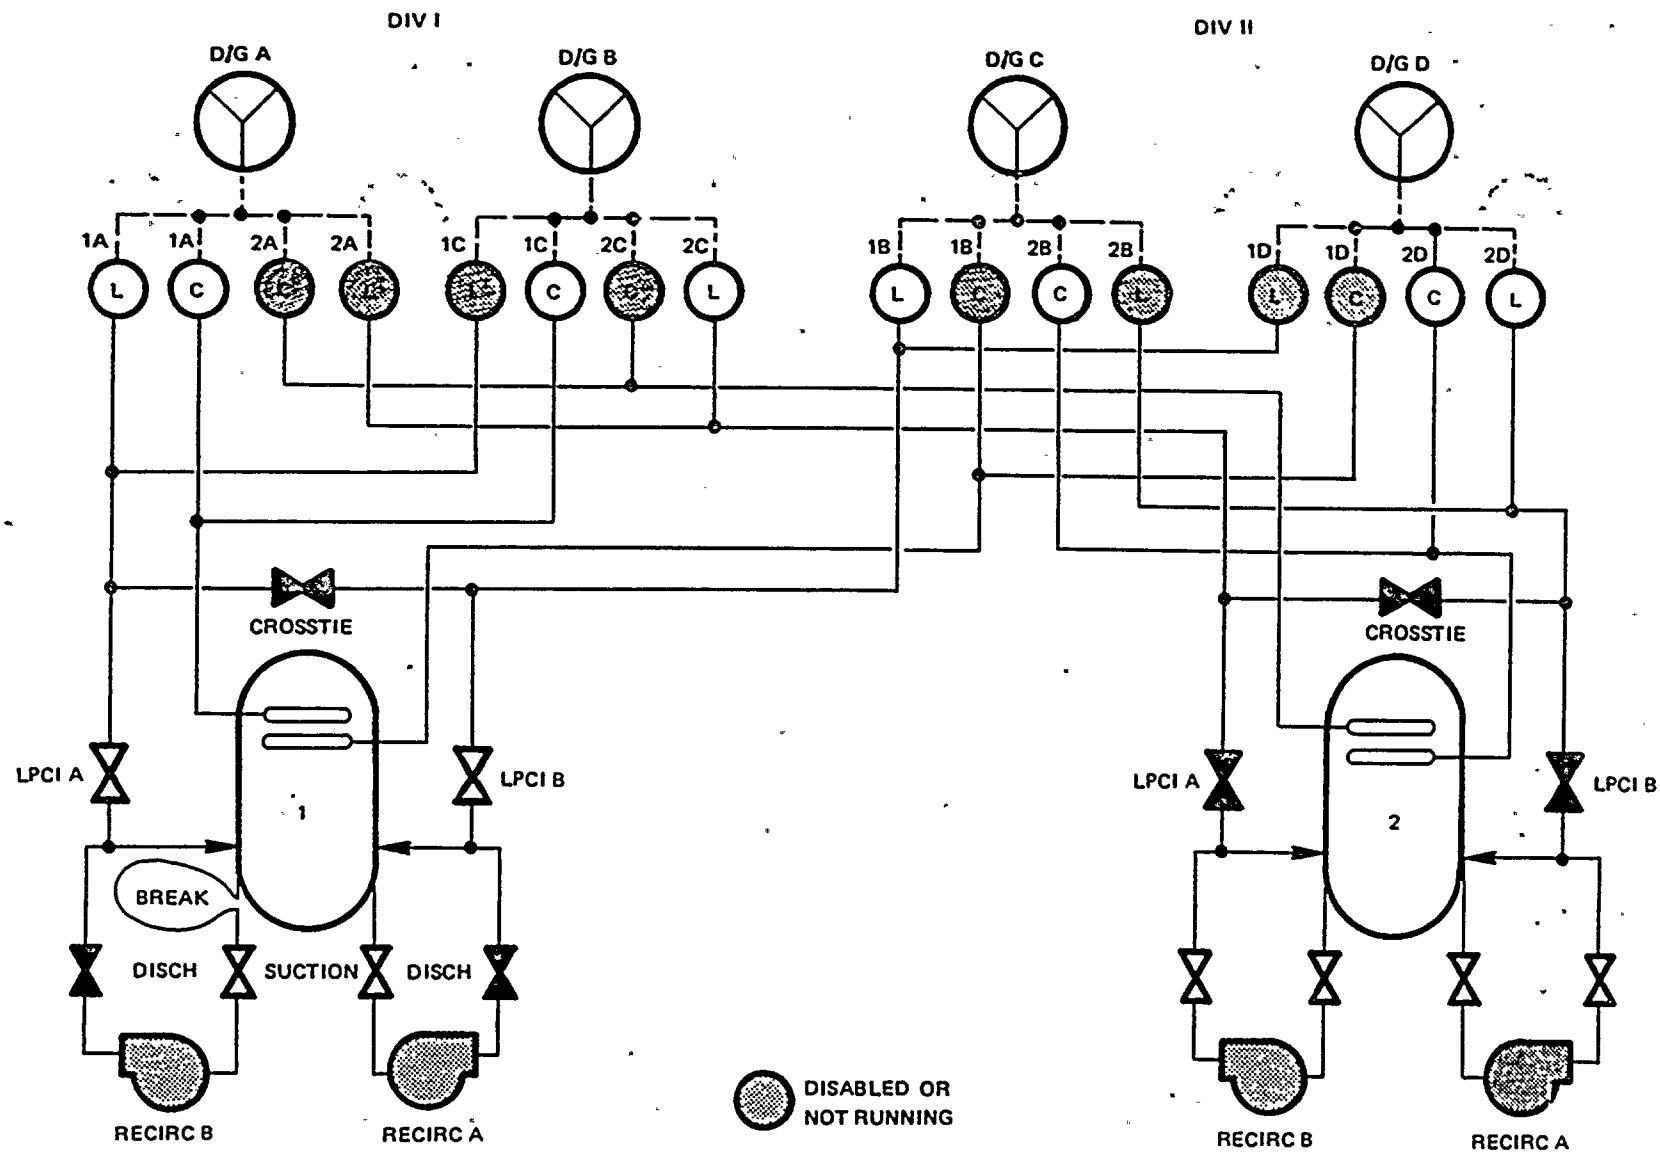 DIV I
DIV II
D/G A
D/G B
D/G C
D/G D
1A 1A 2A 2A 1C 1C 2C 2C 1B 1B 2B 2B 1D 1D 2D 2D
L C C L L C C L L C C L L C C L
CROSSTIE
CROSSTIE
LPCI A
LPCI B
LPCI A
LPCI B
1
2
BREAK
DISCH SUCTION DISCH
RECIRC B
RECIRC A
DISABLED OR
NOT RUNNING
RECIRC B
RECIRC A